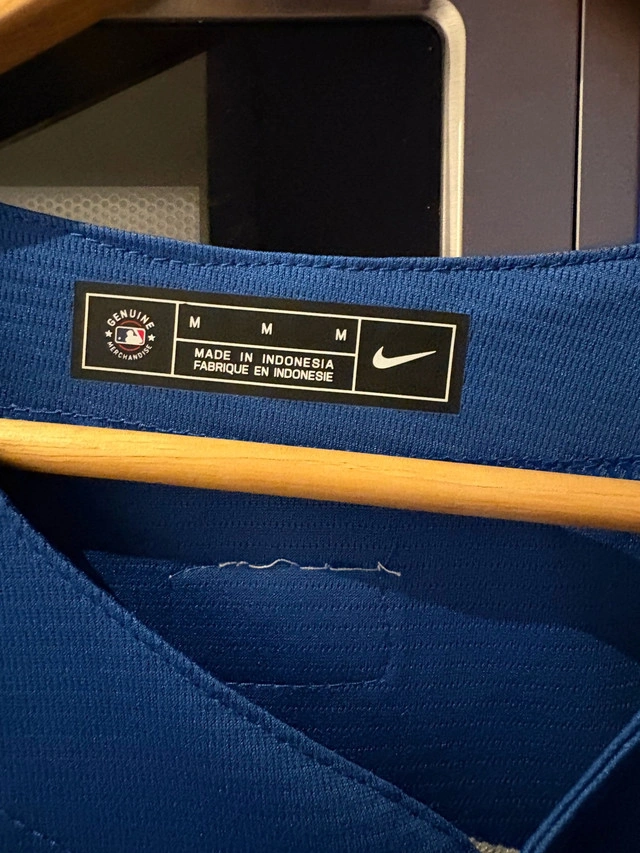 GENUINE
MERCHANDISE
M M M
MADE IN INDONESIA
FABRIQUE EN INDONESIE